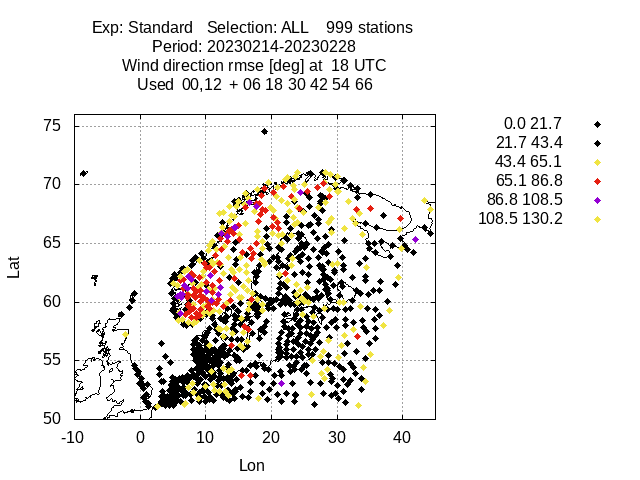 Exp: Standard   Selection: ALL    999 stations
Period: 20230214-20230228
Wind direction rmse [deg] at  18 UTC
Used  00,12  + 06 18 30 42 54 66
0.0 21.7
21.7 43.4
43.4 65.1
65.1 86.8
86.8 108.5
108.5 130.2
75
70
65
60
55
50
Lat
-10 0 10 20 30 40
Lon